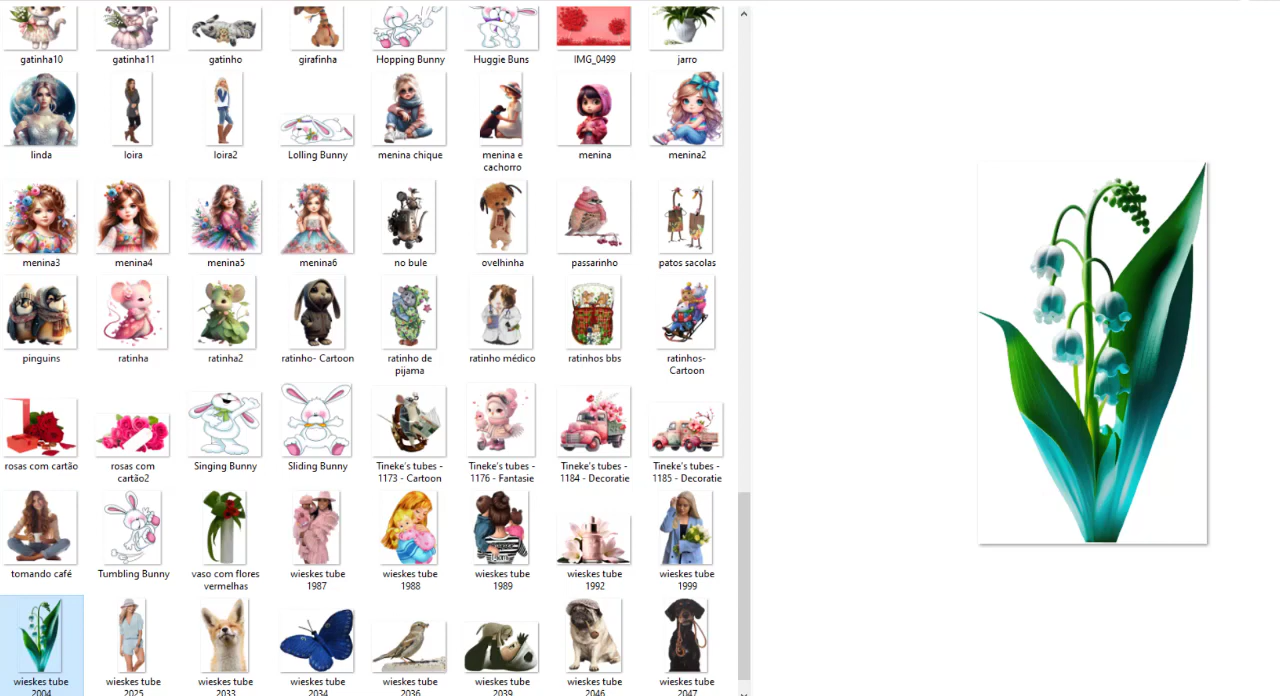 gatinha10
gatinha11
gatinho
girafinha
Hopping Bunny
Huggie Buns
IMG_0499
jarro
linda
loira
loira2
Lolling Bunny
menina chique
menina e
cachorro
menina
menina2
menina3
menina4
menina5
menina6
no bule
ovelhinha
passarinho
patos sacolas
pinguins
ratinha
ratinha2
ratinho- Cartoon
ratinho de
pijama
ratinho médico
ratinhos bbs
ratinhos-
Cartoon
rosas com cartão
rosas com
cartão2
Singing Bunny
Sliding Bunny
Tineke's tubes -
1173 - Cartoon
Tineke's tubes -
1176 - Fantasie
Tineke's tubes -
1184 - Decoratie
Tineke's tubes -
1185 - Decoratie
tomando café
Tumbling Bunny
vaso com flores
vermelhas
wieskes tube
1987
wieskes tube
1988
wieskes tube
1989
wieskes tube
1992
wieskes tube
1999
wieskes tube
2004
wieskes tube
2025
wieskes tube
2033
wieskes tube
2034
wieskes tube
2036
wieskes tube
2039
wieskes tube
2046
wieskes tube
2047